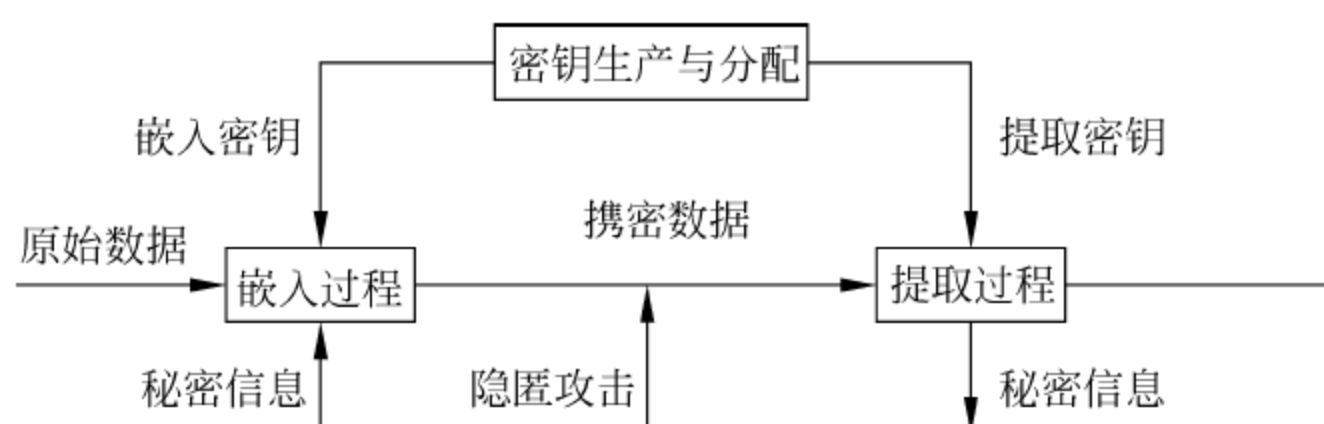 密钥生产与分配
嵌入密钥
提取密钥
携密数据
原始数据
嵌入过程
提取过程
秘密信息
隐匿攻击
秘密信息